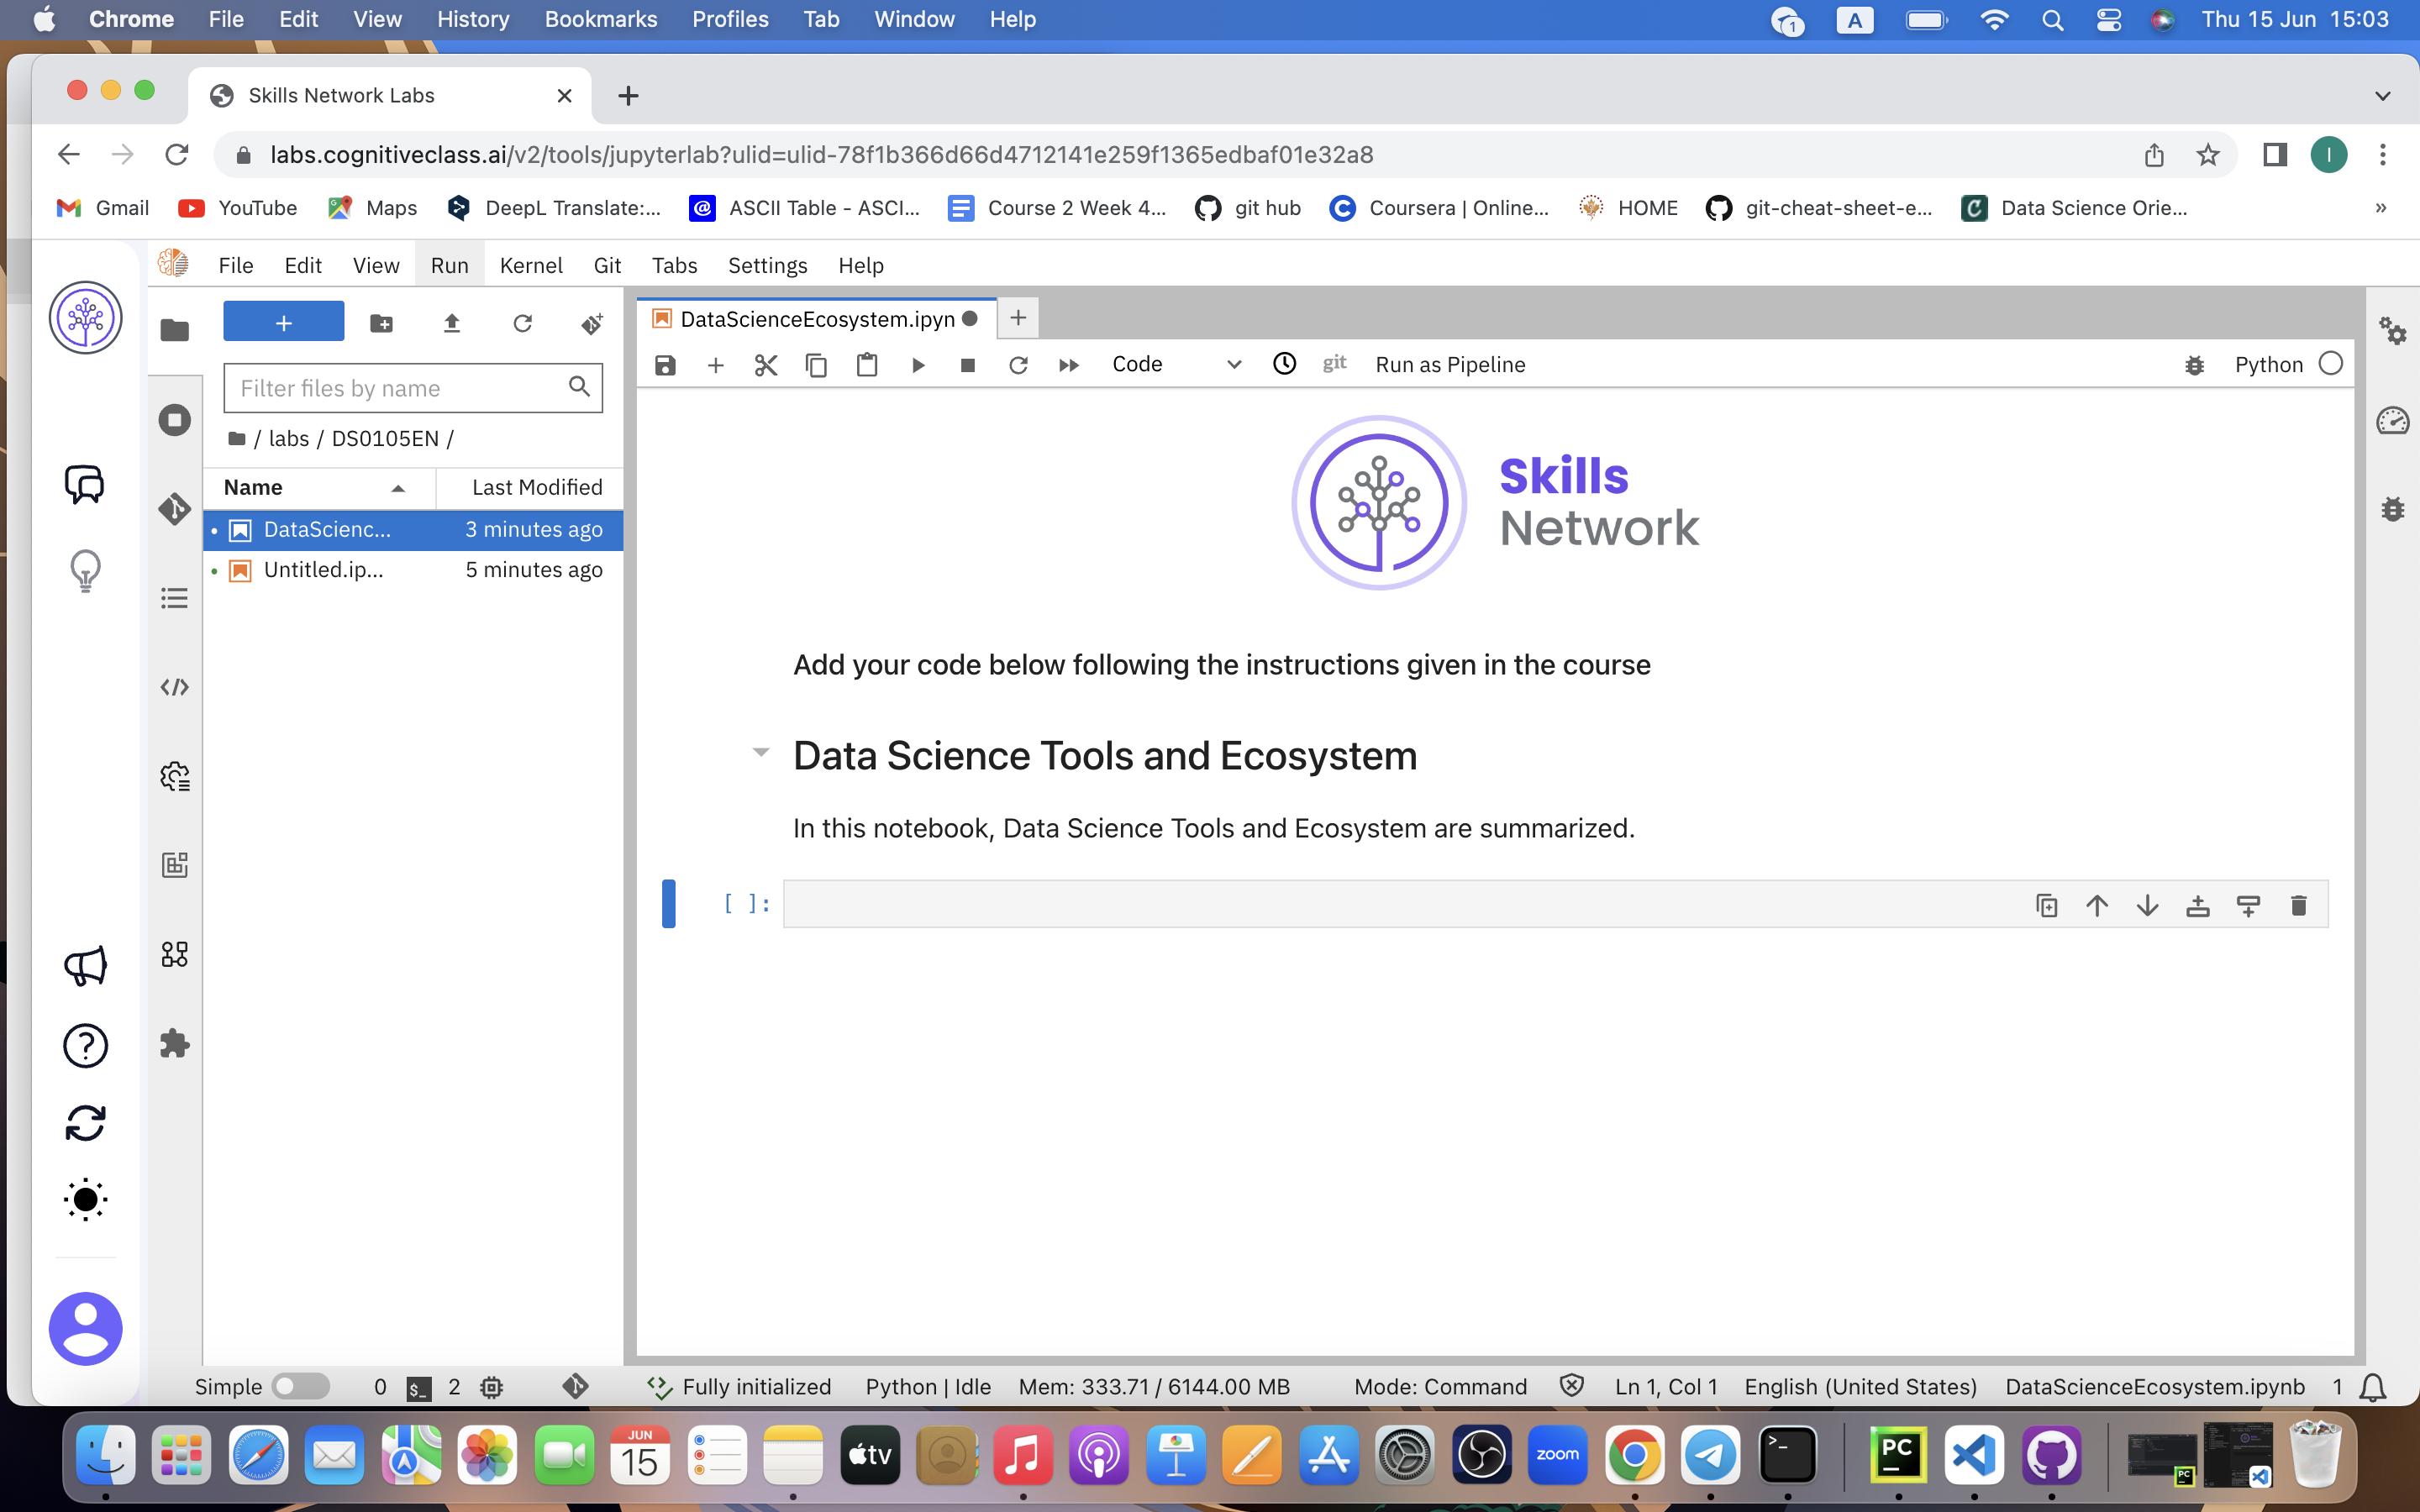 Chrome File Edit View History Bookmarks Profiles Tab Window Help 1 A Thu 15 Jun 15:03
Skills Network Labs
labs.cognitiveclass.ai/v2/tools/jupyterlab?ulid=ulid-78f1b366d66d4712141e259f1365edbaf01e32a8 I
Gmail YouTube Maps DeepL Translate:... @ ASCII Table - ASCI... Course 2 Week 4... git hub Coursera | Online... HOME git-cheat-sheet-e... Data Science Orie... »
File Edit View Run Kernel Git Tabs Settings Help
DataScienceEcosystem.ipyn
Code git Run as Pipeline Python
Filter files by name
/ labs / DS0105EN /
Name Last Modified
DataScienc... 3 minutes ago
Untitled.ip... 5 minutes ago
Skills
Network
Add your code below following the instructions given in the course
Data Science Tools and Ecosystem
In this notebook, Data Science Tools and Ecosystem are summarized.
[ ]:
Simple 0 $_ 2 Fully initialized Python | Idle Mem: 333.71 / 6144.00 MB Mode: Command Ln 1, Col 1 English (United States) DataScienceEcosystem.ipynb 1
JUN
15
tv
zoom
>_
PC
PC